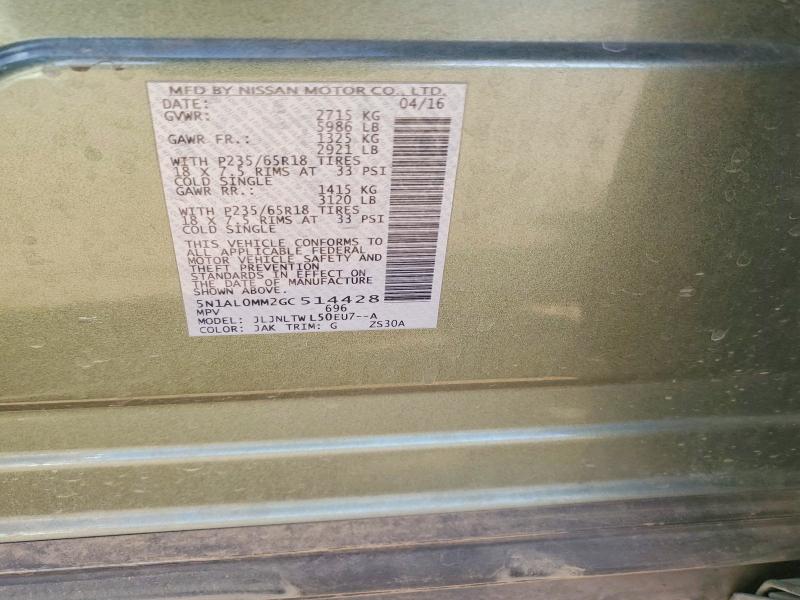 MFD BY NISSAN MOTOR CO., LTD.
DATE: 04/16
GVWR: 2715 KG
5986 LB
GAWR FR.: 1325 KG
2921 LB
WITH P235/65R18 TIRES
18 X 7.5 RIMS AT 33 PSI
COLD SINGLE
GAWR RR.: 1415 KG
3120 LB
WITH P235/65R18 TIRES
18 X 7.5 RIMS AT 33 PSI
COLD SINGLE
THIS VEHICLE CONFORMS TO
ALL APPLICABLE FEDERAL
MOTOR VEHICLE SAFETY AND
THEFT PREVENTION
STANDARDS IN EFFECT ON
THE DATE OF MANUFACTURE
SHOWN ABOVE.
5N1AL0MM2GC514428
MPV 696
MODEL: JLJNLTWL50EU7--A
COLOR: JAK TRIM: G ZS30A